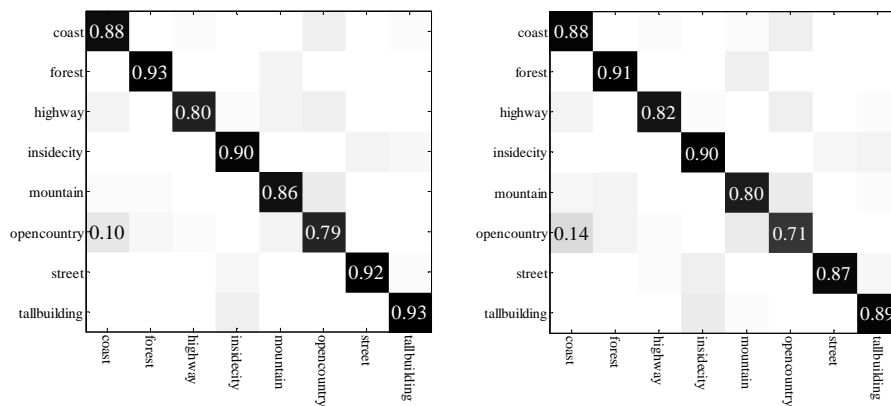 coast 0.88
forest 0.93
highway 0.80
insidecity 0.90
mountain 0.86
opencountry 0.10 0.79
street 0.92
tallbuilding 0.93
coast forest highway insidecity mountain opencountry street tallbuilding
coast 0.88
forest 0.91
highway 0.82
insidecity 0.90
mountain 0.80
opencountry 0.14 0.71
street 0.87
tallbuilding 0.89
coast forest highway insidecity mountain opencountry street tallbuilding